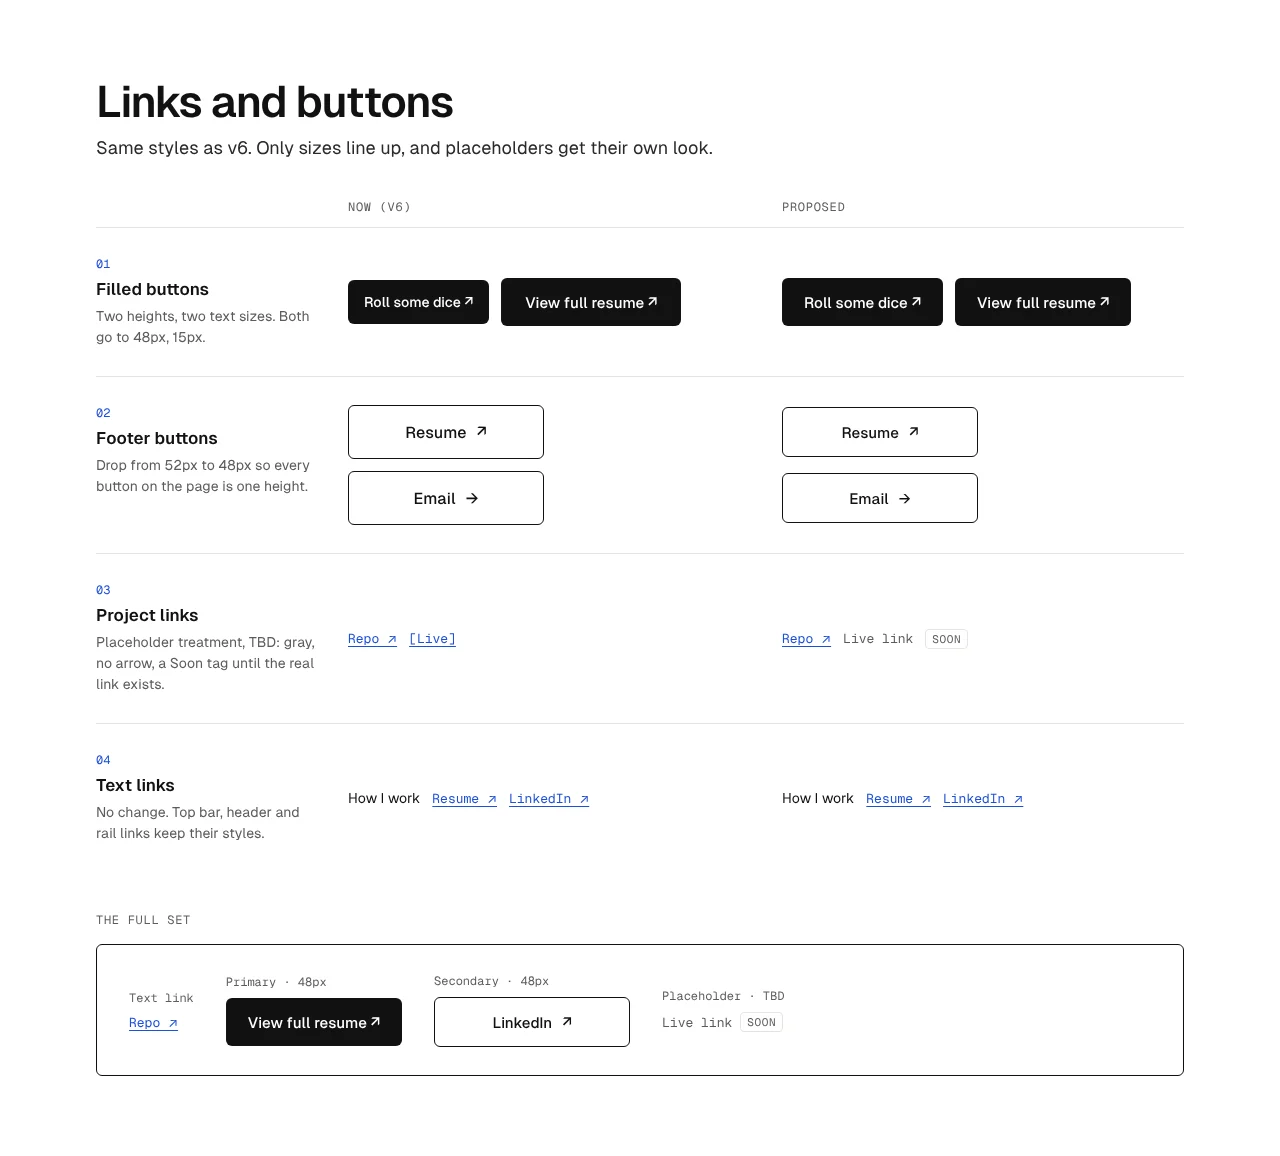 Links and buttons
Same styles as v6. Only sizes line up, and placeholders get their own look.
NOW (V6)
PROPOSED
01
Filled buttons
Two heights, two text sizes. Both
go to 48px, 15px.
Roll some dice ↗
View full resume ↗
Roll some dice ↗
View full resume ↗
02
Footer buttons
Drop from 52px to 48px so every
button on the page is one height.
Resume ↗
Email →
Resume ↗
Email →
03
Project links
Placeholder treatment, TBD: gray,
no arrow, a Soon tag until the real
link exists.
Repo ↗ [Live]
Repo ↗ Live link SOON
04
Text links
No change. Top bar, header and
rail links keep their styles.
How I work Resume ↗ LinkedIn ↗
How I work Resume ↗ LinkedIn ↗
THE FULL SET
Text link
Repo ↗
Primary · 48px
View full resume ↗
Secondary · 48px
LinkedIn ↗
Placeholder · TBD
Live link SOON